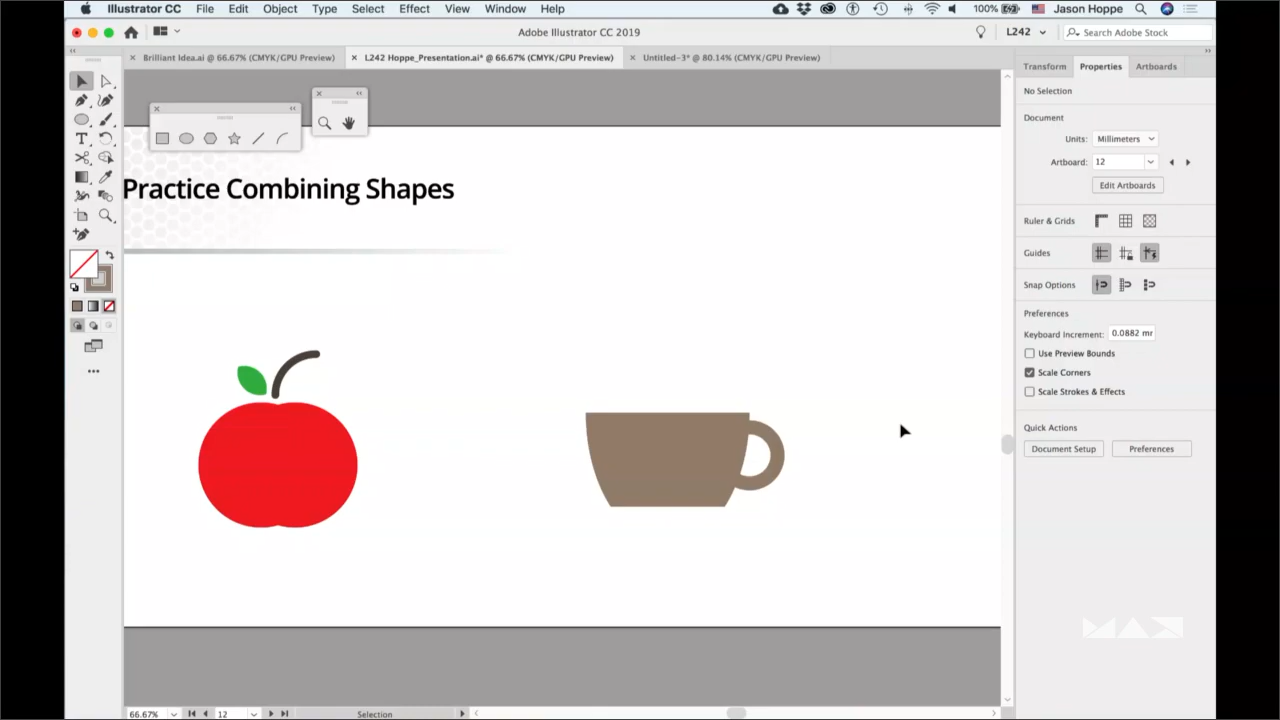 Illustrator CC File Edit Object Type Select Effect View Window Help 100% Jason Hoppe
Adobe Illustrator CC 2019 L242 Search Adobe Stock
Brilliant Idea.ai @ 66.67% (CMYK/GPU Preview) L242 Hoppe_Presentation.ai* @ 66.67% (CMYK/GPU Preview) Untitled-3* @ 80.14% (CMYK/GPU Preview)
Transform Properties Artboards
No Selection
Document
Units: Millimeters
Artboard: 12
Edit Artboards
Practice Combining Shapes
Ruler & Grids
Guides
Snap Options
Preferences
Keyboard Increment: 0.0882 mr
Use Preview Bounds
Scale Corners
Scale Strokes & Effects
Quick Actions
Document Setup Preferences
MAX
66.67% 12 Selection